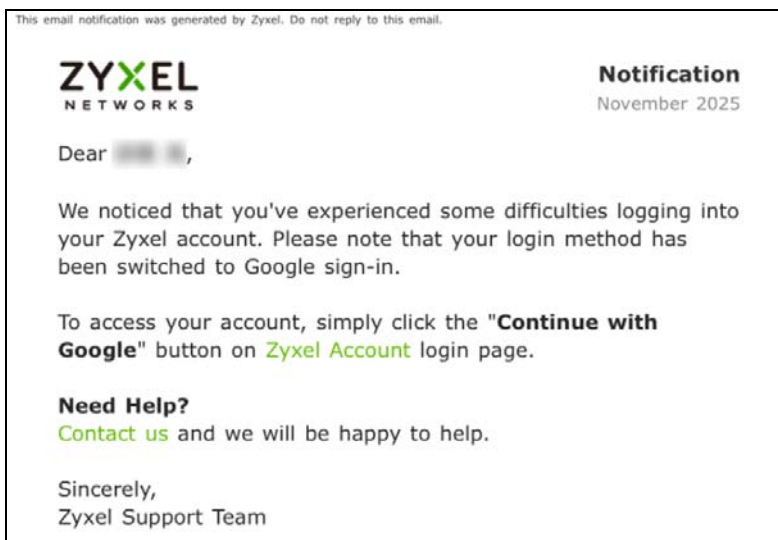 This email notification was generated by Zyxel. Do not reply to this email.
ZYXEL
NETWORKS
Notification
November 2025
Dear ,
We noticed that you've experienced some difficulties logging into
your Zyxel account. Please note that your login method has
been switched to Google sign-in.
To access your account, simply click the "Continue with
Google" button on Zyxel Account login page.
Need Help?
Contact us and we will be happy to help.
Sincerely,
Zyxel Support Team